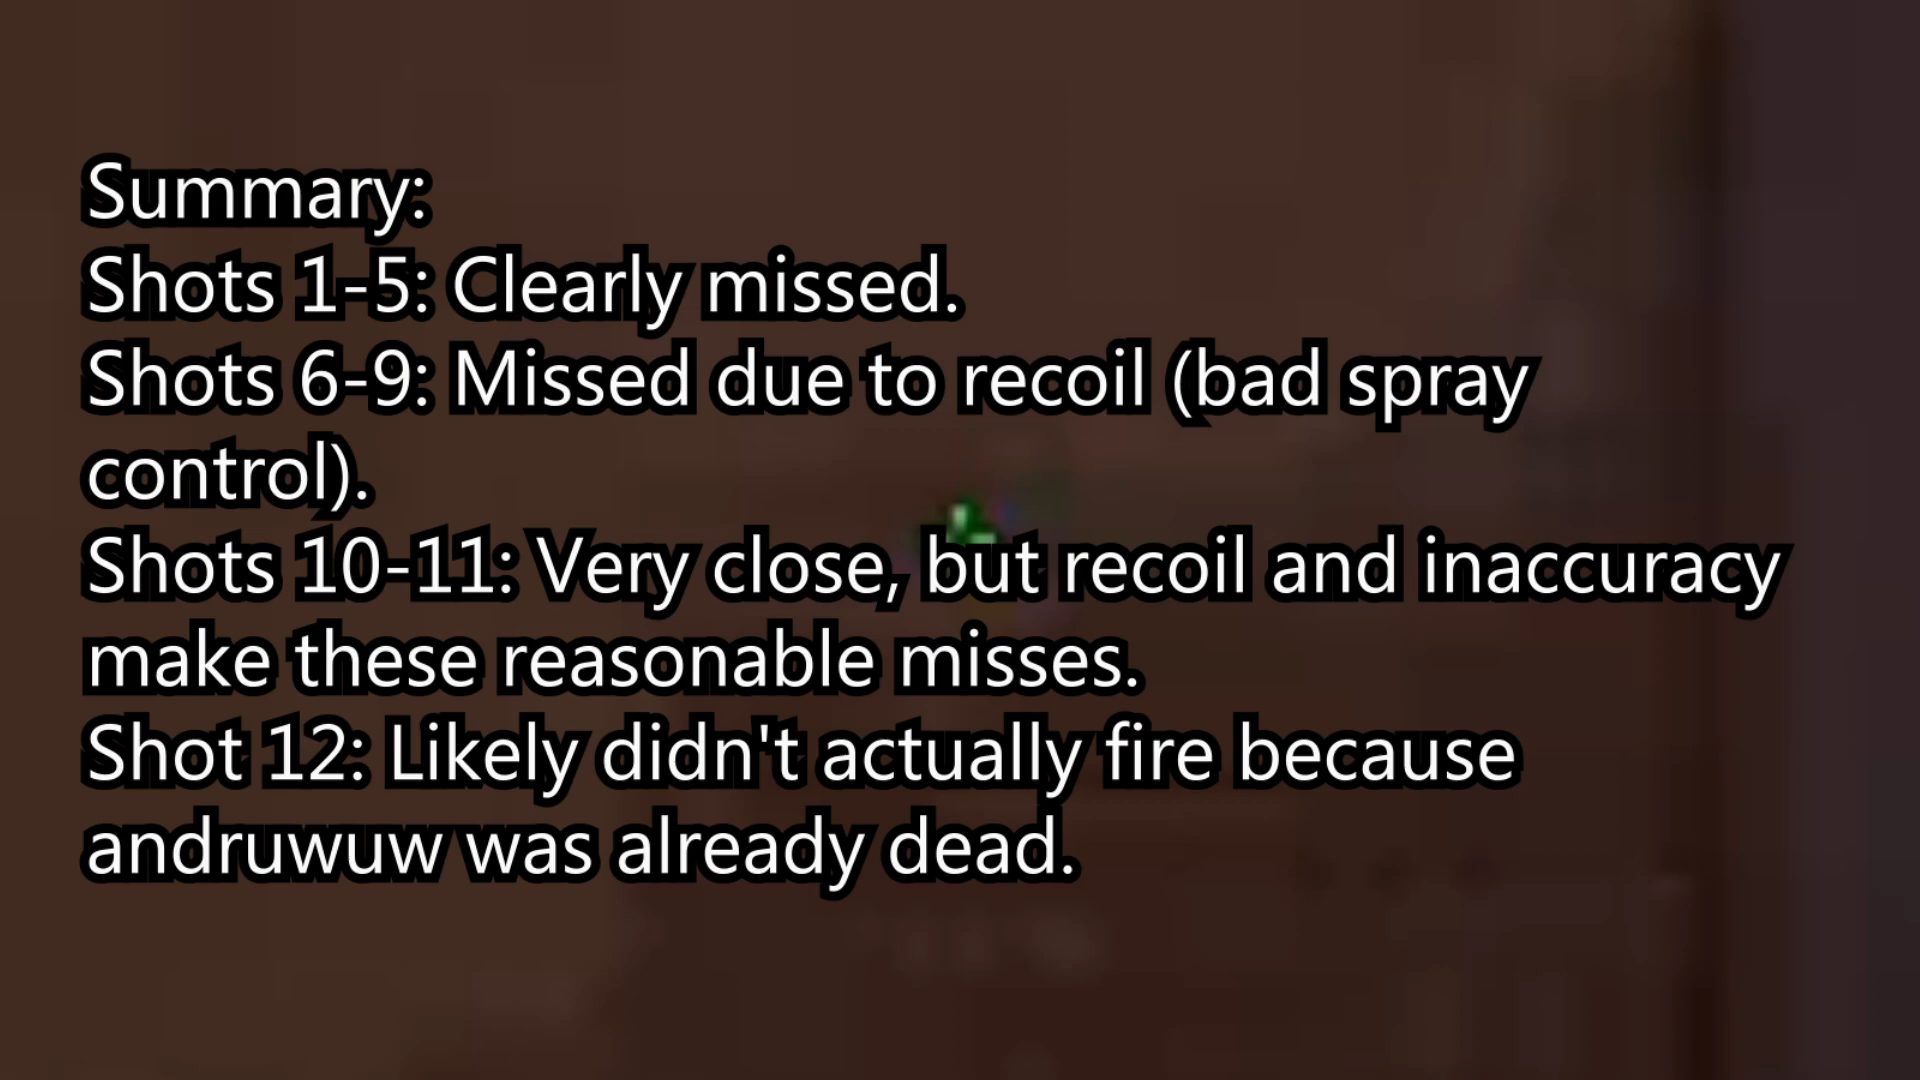 Summary:
Shots 1-5: Clearly missed.
Shots 6-9: Missed due to recoil (bad spray
control).
Shots 10-11: Very close, but recoil and inaccuracy
make these reasonable misses.
Shot 12: Likely didn't actually fire because
andruwuw was already dead.